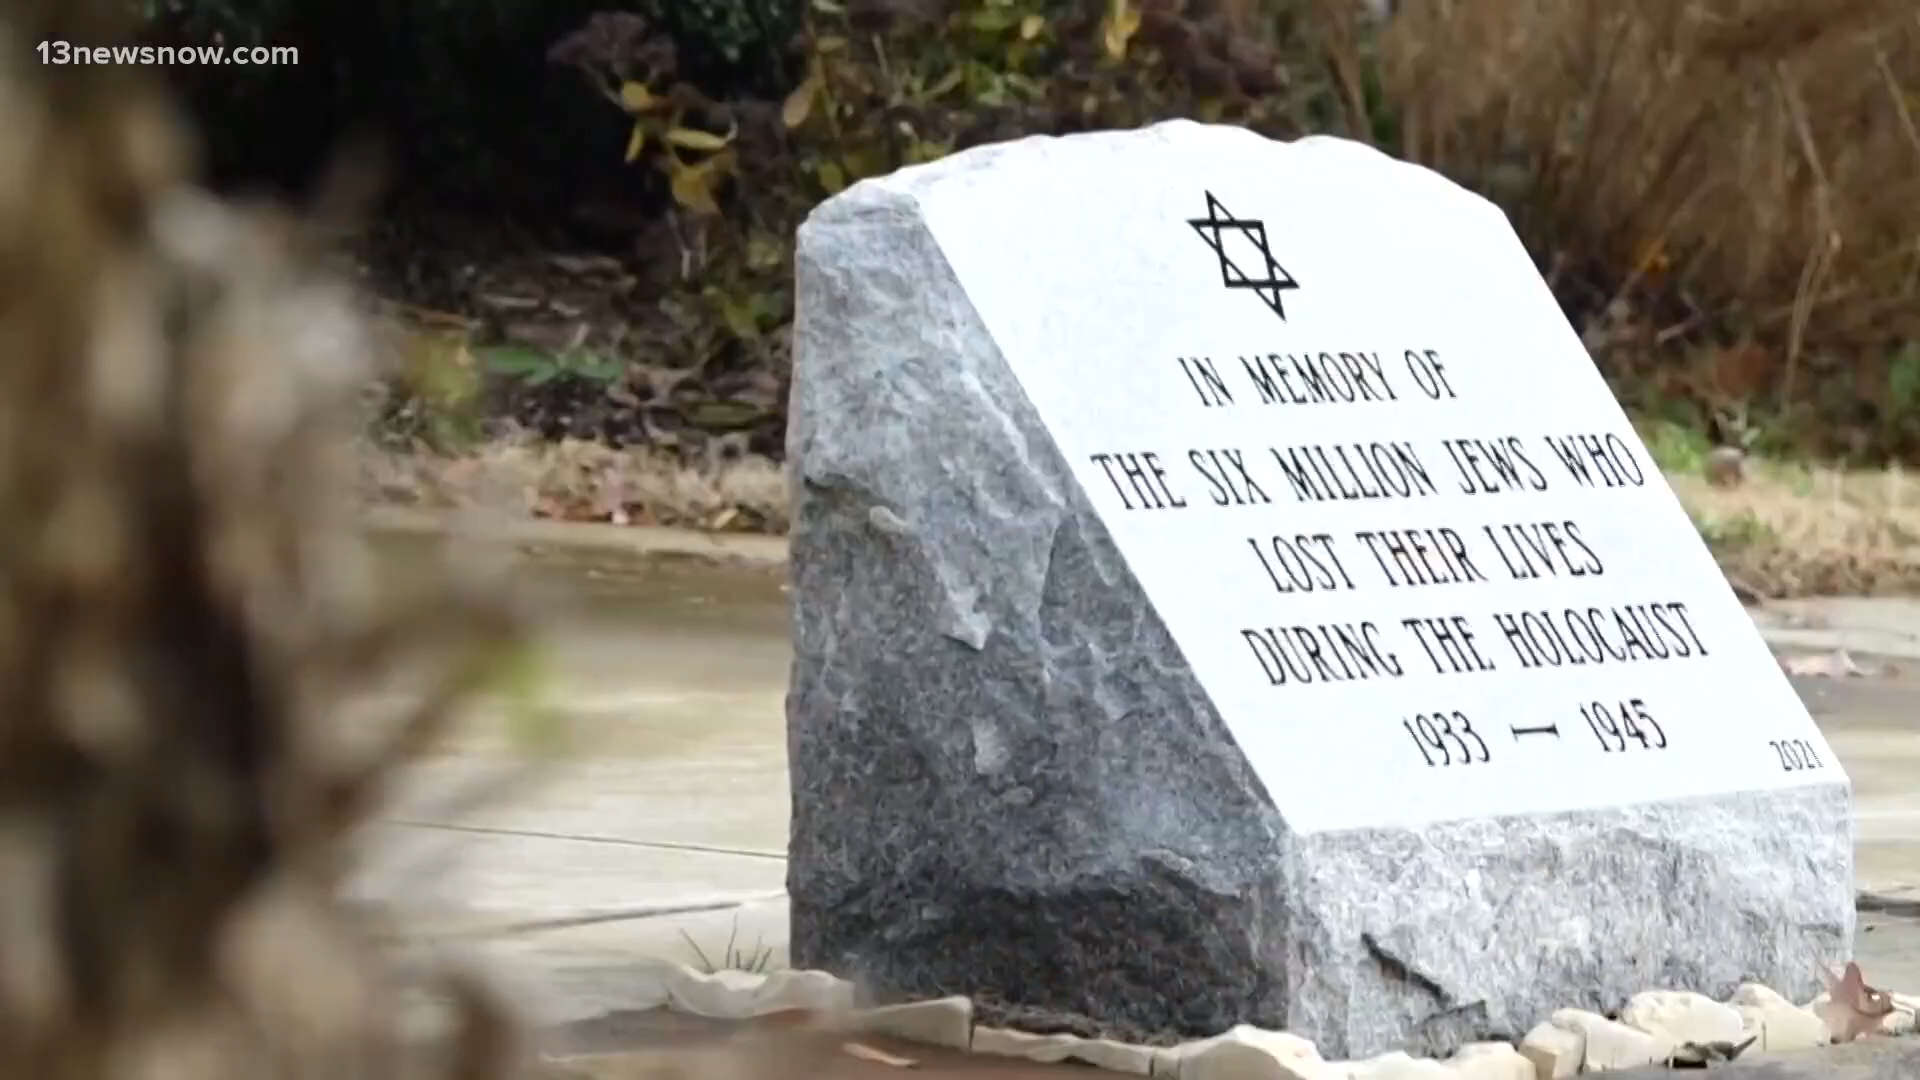 13newsnow.com
IN MEMORY OF
THE SIX MILLION JEWS WHO
LOST THEIR LIVES
DURING THE HOLOCAUST
1933 — 1945
2021